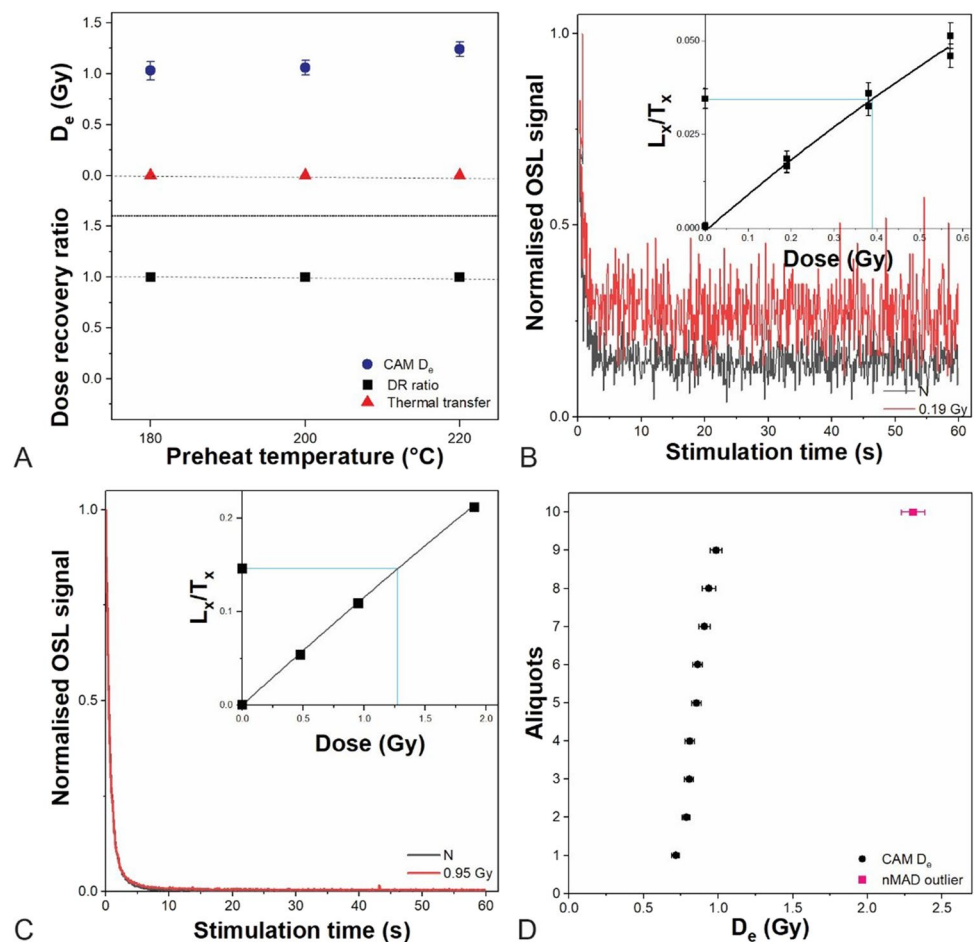 1.5
1.0
0.5
0.0
De (Gy)
1.5
1.0
0.5
0.0
Dose recovery ratio
CAM De
DR ratio
Thermal transfer
180
200
220
Preheat temperature (°C)
A
1.0
0.5
0.0
Normalised OSL signal
0.050
0.025
0.000
Lx/Tx
0.0 0.1 0.2 0.3 0.4 0.5 0.6
Dose (Gy)
N
0.19 Gy
0 10 20 30 40 50 60
Stimulation time (s)
B
1.0
0.5
0.0
Normalised OSL signal
0.2
0.1
0.0
Lx/Tx
0.0 0.5 1.0 1.5 2.0
Dose (Gy)
N
0.95 Gy
0 10 20 30 40 50 60
Stimulation time (s)
C
10
9
8
7
6
5
4
3
2
1
Aliquots
CAM De
nMAD outlier
0.0 0.5 1.0 1.5 2.0 2.5
De (Gy)
D